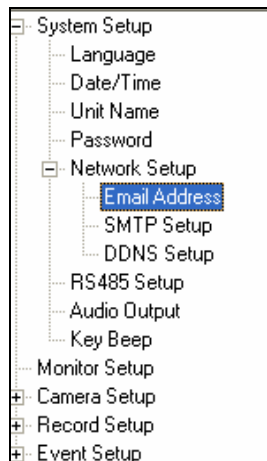 System Setup
Language
Date/Time
Unit Name
Password
Network Setup
Email Address
SMTP Setup
DDNS Setup
RS485 Setup
Audio Output
Key Beep
Monitor Setup
Camera Setup
Record Setup
Event Setup